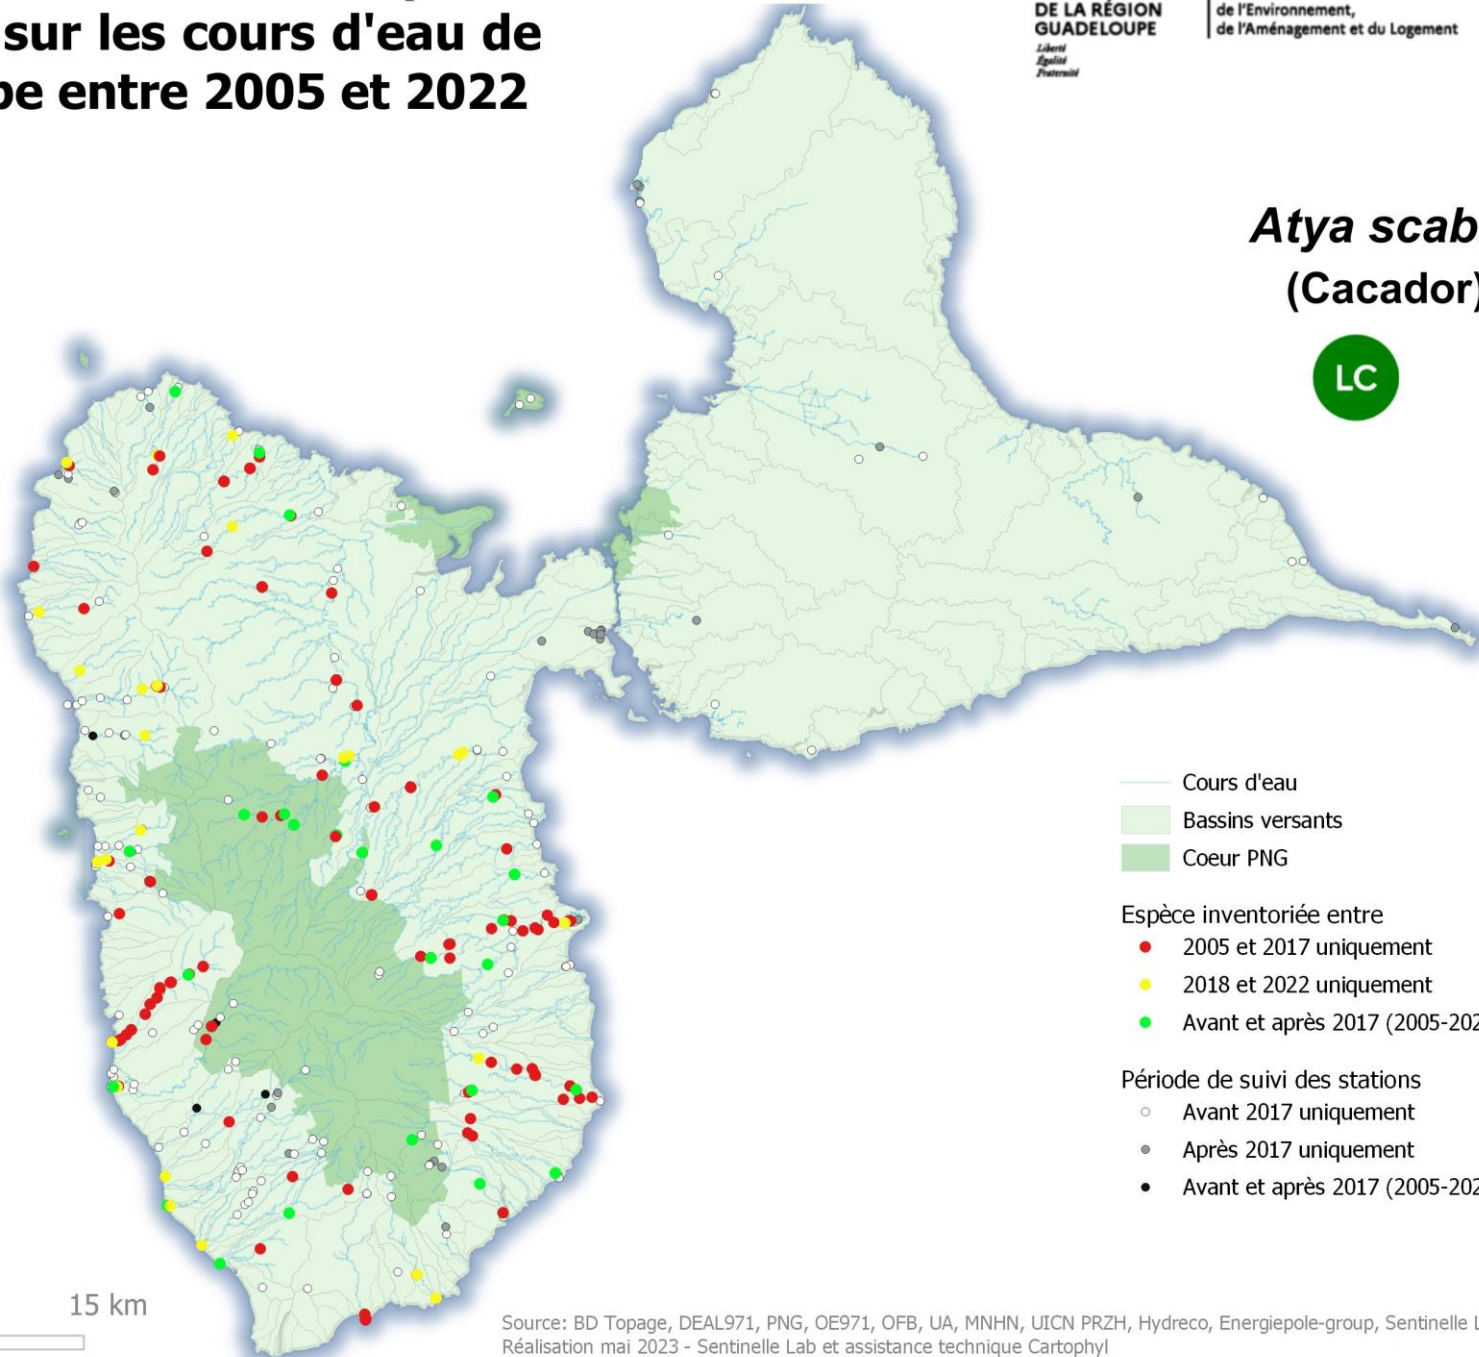 sur les cours d'eau de
entre 2005 et 2022
DE LA RÉGION
GUADELOUPE
Liberté
Égalité
Fraternité
de l'Environnement,
de l'Aménagement et du Logement
Atya scab
(Cacador)
LC
Cours d'eau
Bassins versants
Coeur PNG
Espèce inventoriée entre
2005 et 2017 uniquement
2018 et 2022 uniquement
Avant et après 2017 (2005-202
Période de suivi des stations
Avant 2017 uniquement
Après 2017 uniquement
Avant et après 2017 (2005-202
15 km
Source: BD Topage, DEAL971, PNG, OE971, OFB, UA, MNHN, UICN PRZH, Hydreco, Energiepole-group, Sentinelle L
Réalisation mai 2023 - Sentinelle Lab et assistance technique Cartophyl